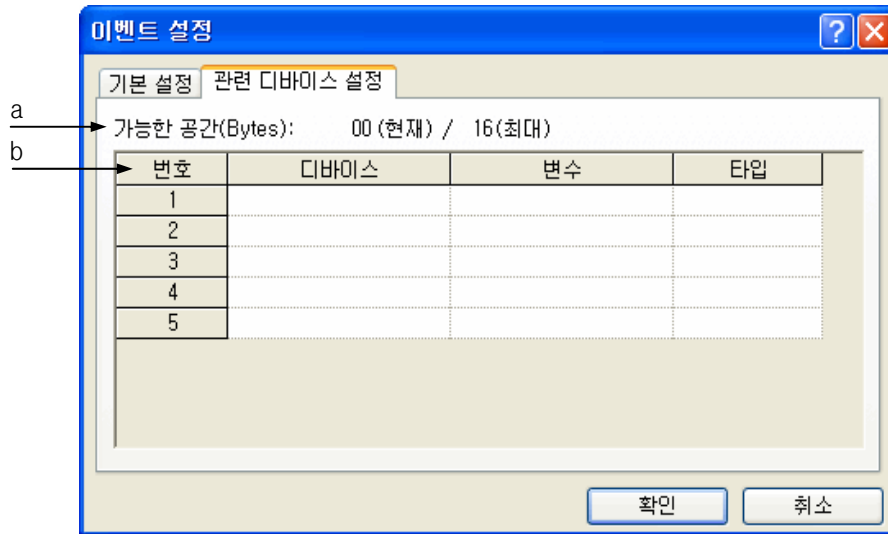 이벤트 설정
기본 설정 관련 디바이스 설정
a
가능한 공간(Bytes): 00 (현재) / 16(최대)
b
번호 디바이스 변수 타입
1
2
3
4
5
확인 취소